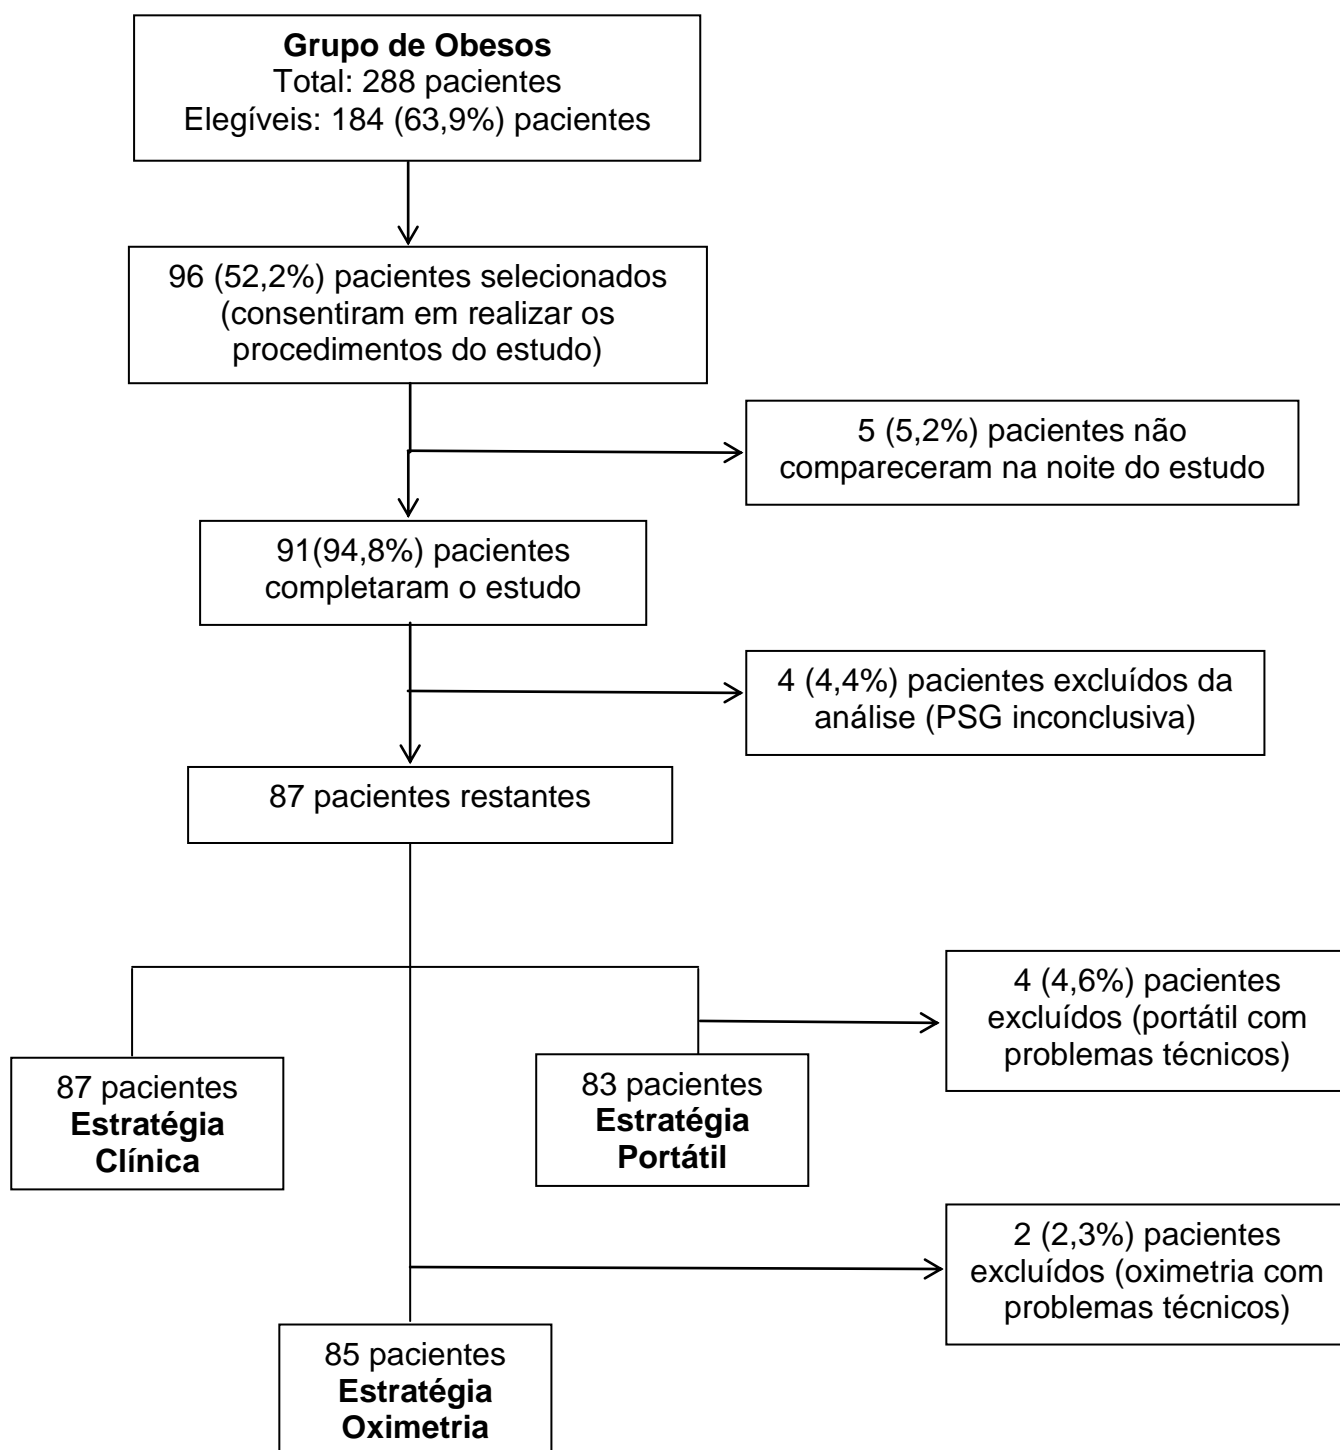 Grupo de Obesos
Total: 288 pacientes
Elegíveis: 184 (63,9%) pacientes
96 (52,2%) pacientes selecionados
(consentiram em realizar os
procedimentos do estudo)
5 (5,2%) pacientes não
compareceram na noite do estudo
91(94,8%) pacientes
completaram o estudo
4 (4,4%) pacientes excluídos da
análise (PSG inconclusiva)
87 pacientes restantes
4 (4,6%) pacientes
excluídos (portátil com
problemas técnicos)
87 pacientes
Estratégia
Clínica
83 pacientes
Estratégia
Portátil
2 (2,3%) pacientes
excluídos (oximetria com
problemas técnicos)
85 pacientes
Estratégia
Oximetria